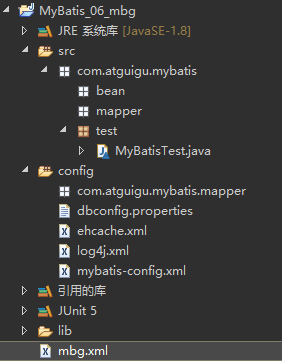 MyBatis_06_mbg
JRE 系统库 [JavaSE-1.8]
src
com.atguigu.mybatis
bean
mapper
test
MyBatisTest.java
config
com.atguigu.mybatis.mapper
dbconfig.properties
ehcache.xml
log4j.xml
mybatis-config.xml
引用的库
JUnit 5
lib
mbg.xml